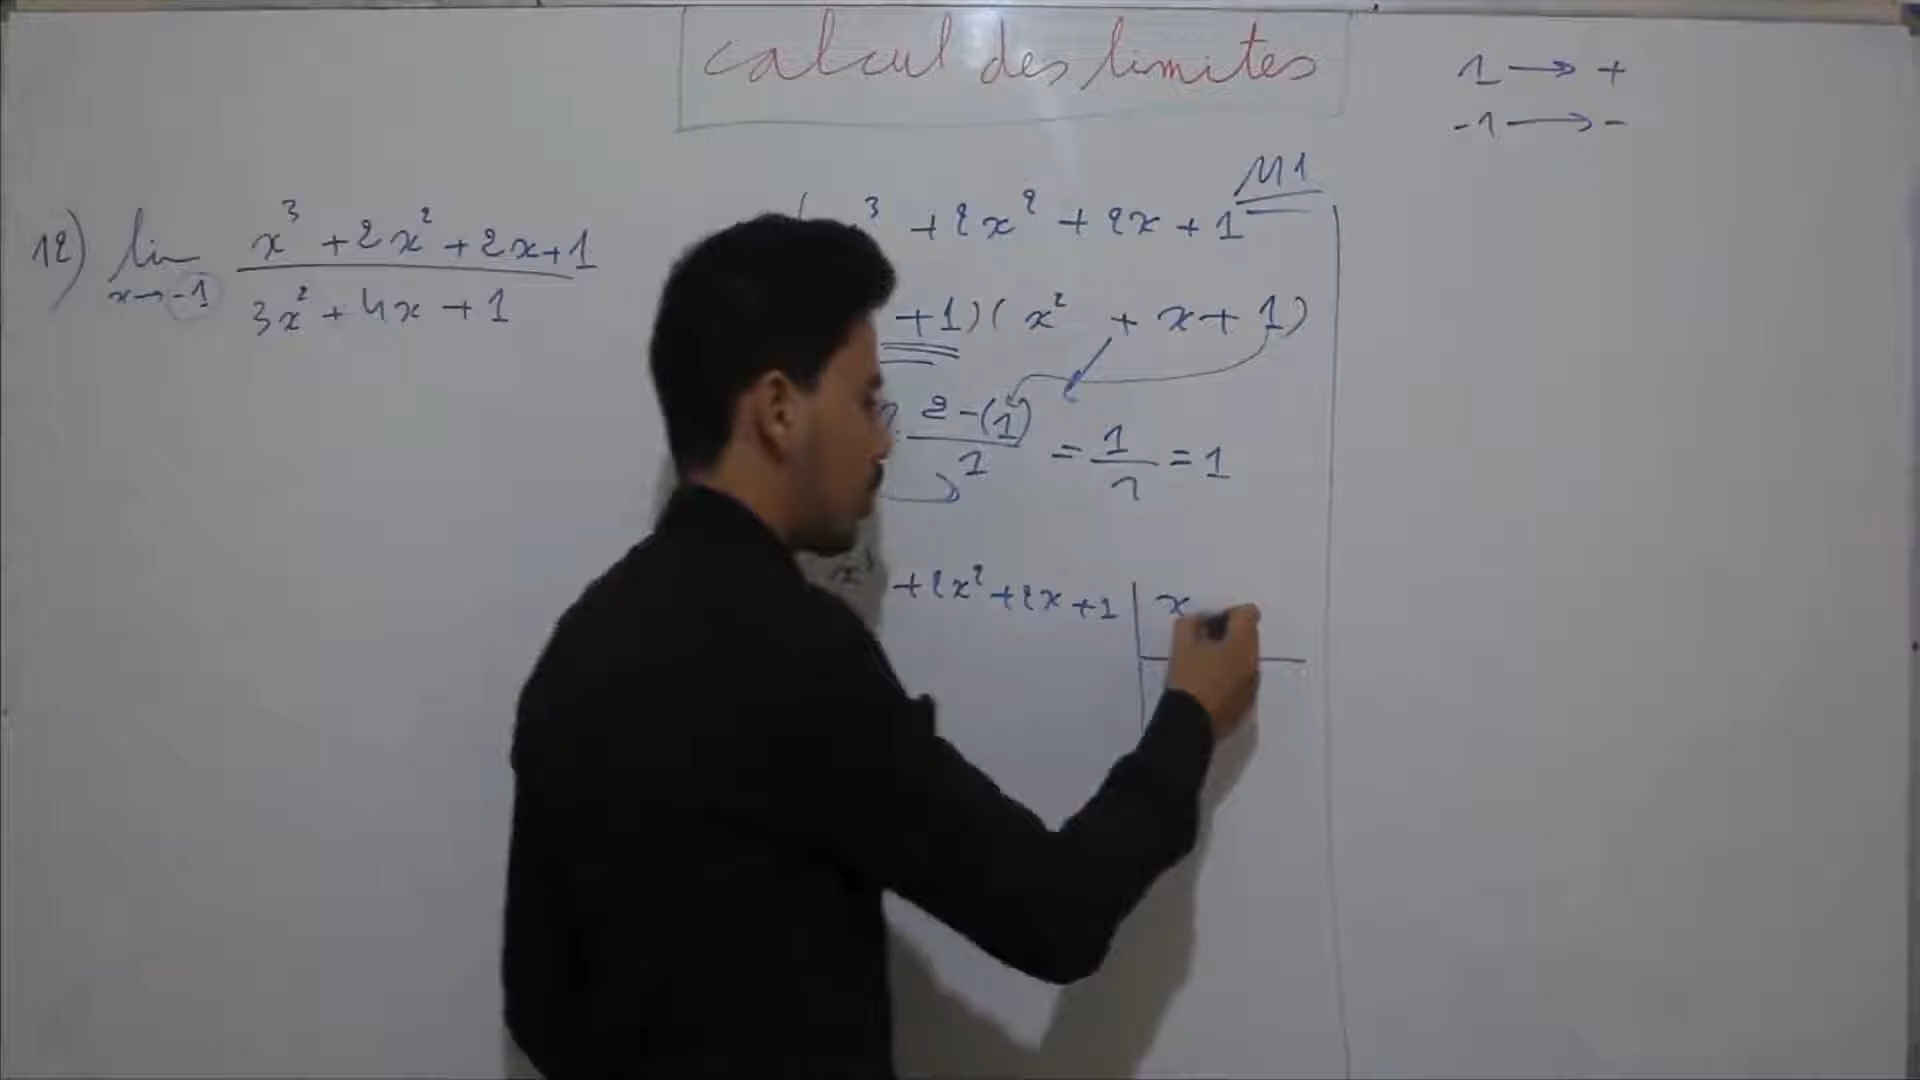 calcul des limites
1 → +
-1 → -
M1
12) lim x→-1 (x³ + 2x² + 2x + 1) / (3x² + 4x + 1)
³ + 2x² + 2x + 1
+1)(x² + x + 1)
(2 - (1)) / 1 = 1/1 = 1
+ 2x² + 2x + 1 | x